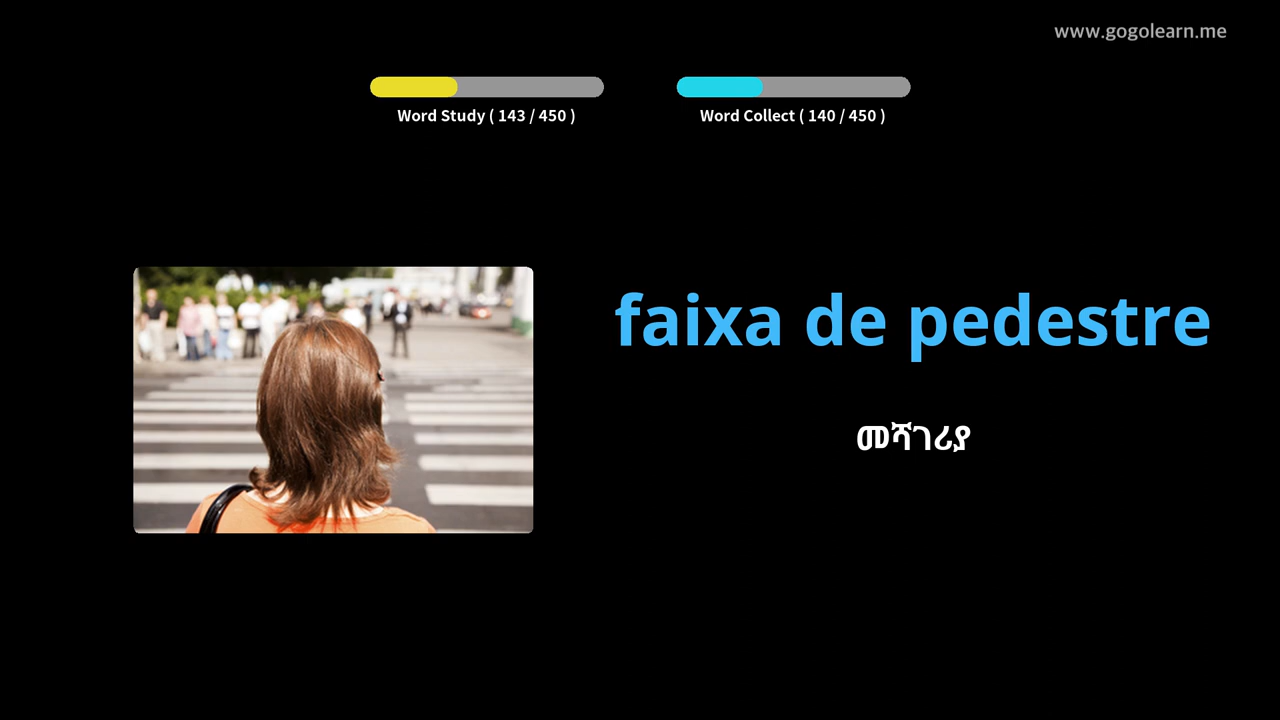 www.gogolearn.me
Word Study ( 143 / 450 )
Word Collect ( 140 / 450 )
faixa de pedestre
መሻገሪያ